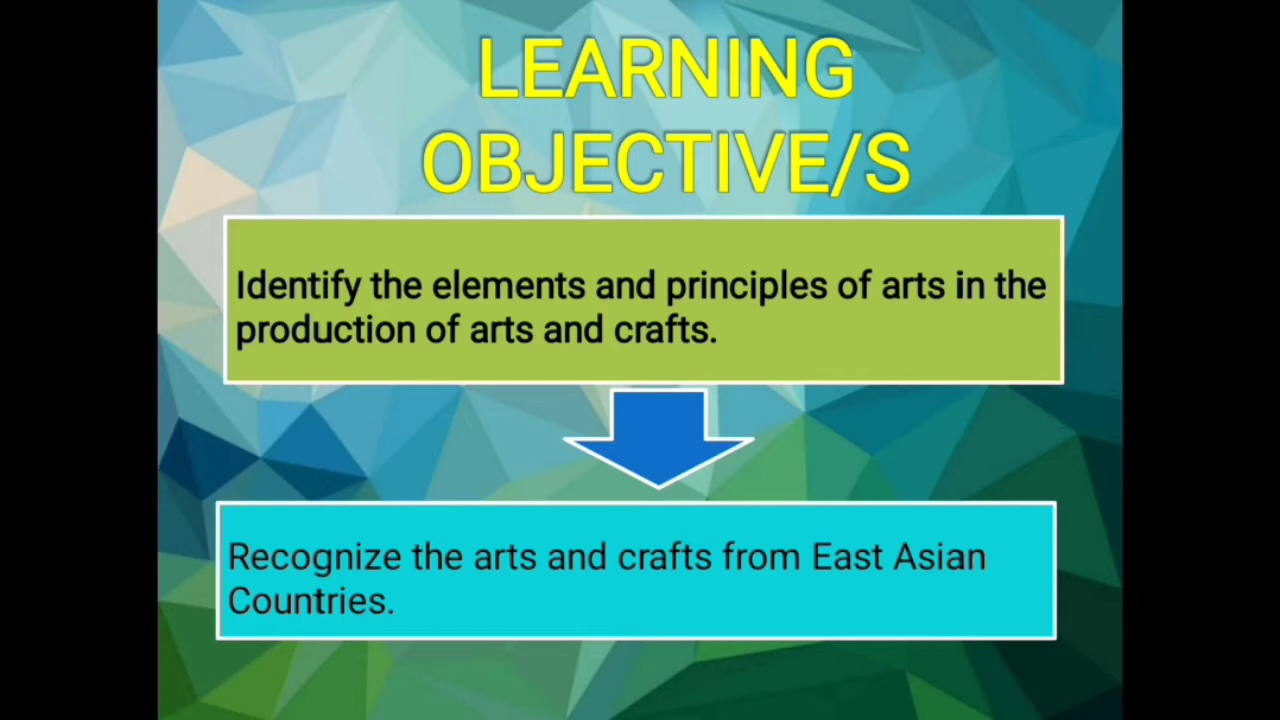 LEARNING
OBJECTIVE/S
Identify the elements and principles of arts in the
production of arts and crafts.
Recognize the arts and crafts from East Asian
Countries.